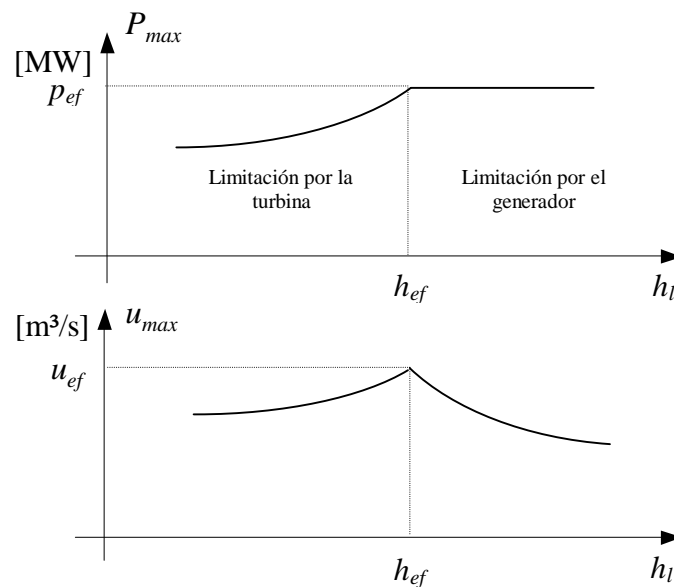 P_max
[MW]
p_ef
Limitación por la
turbina
Limitación por el
generador
h_ef
h_l
[m³/s]
u_max
u_ef
h_ef
h_l